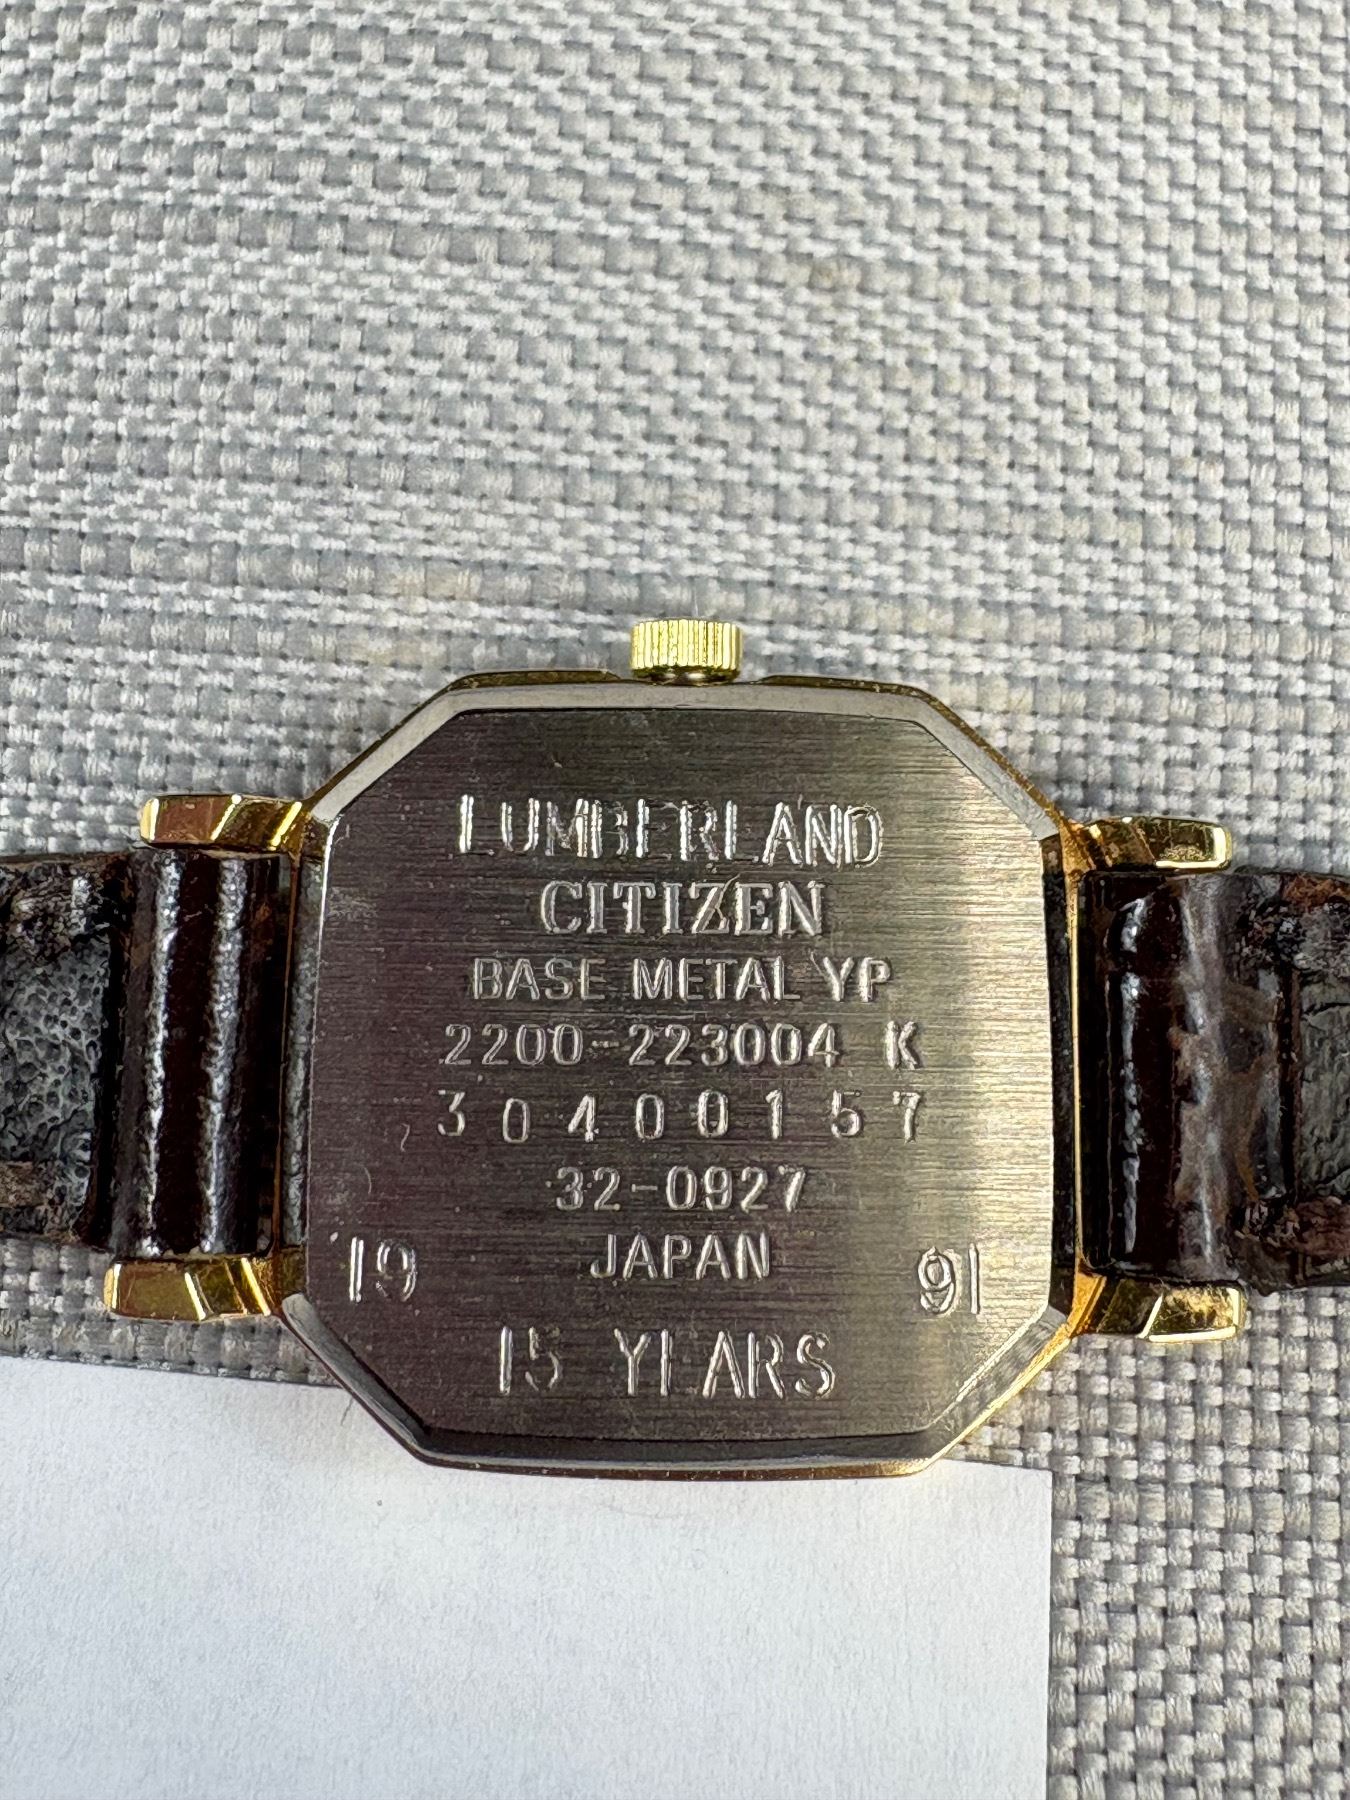 LUMBERLAND
CITIZEN
BASE METAL YP
2200-223004 K
30400157
32-0927
JAPAN
19 91
15 YEARS